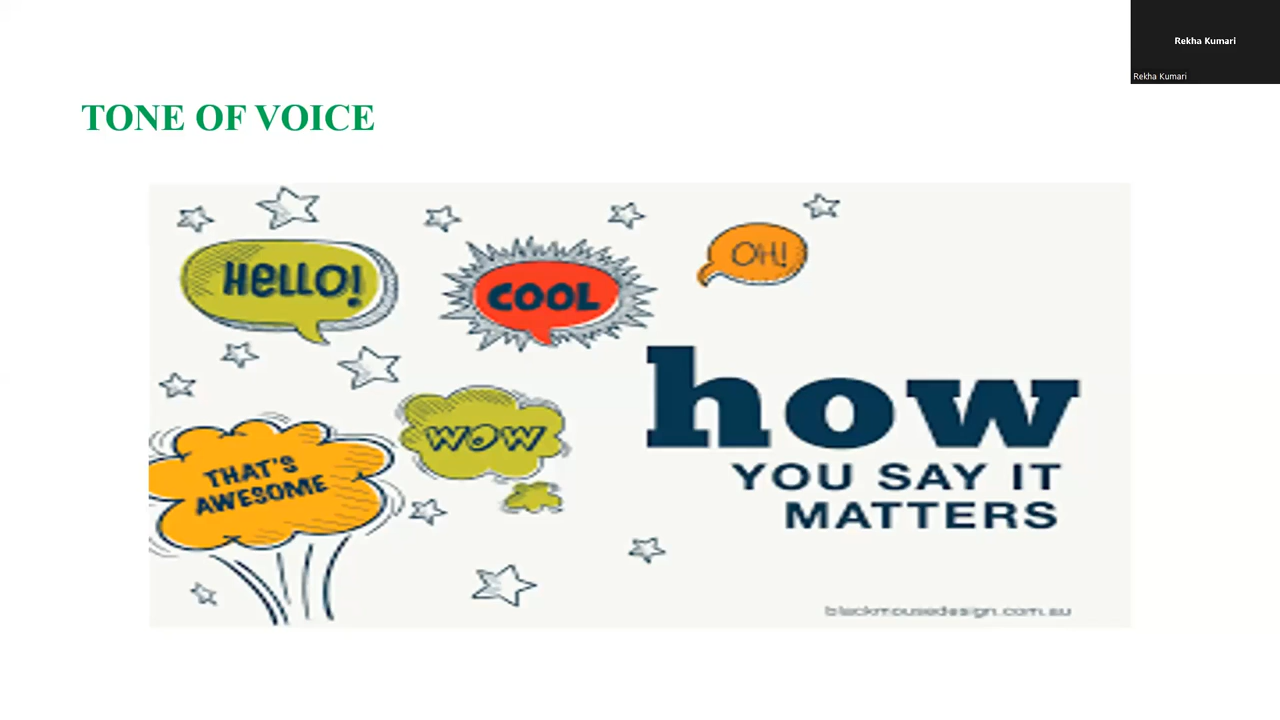 Rekha Kumari
Rekha Kumari
TONE OF VOICE
HELLO!
COOL
OH!
WOW
THAT'S
AWESOME
how
YOU SAY IT
MATTERS
blackmousedesign.com.au